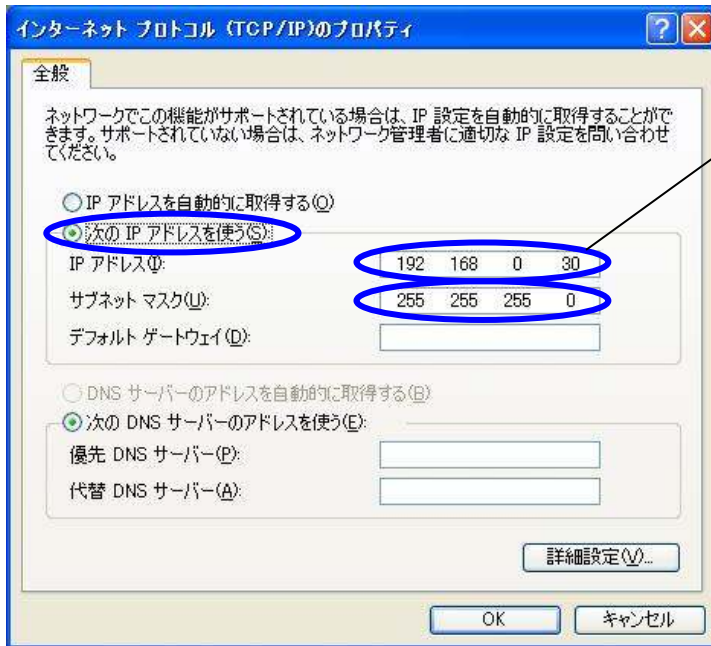 インターネット プロトコル (TCP/IP)のプロパティ
全般
ネットワークでこの機能がサポートされている場合は、IP 設定を自動的に取得することがで
きます。サポートされていない場合は、ネットワーク管理者に適切な IP 設定を問い合わせ
てください。
IP アドレスを自動的に取得する(O)
次の IP アドレスを使う(S):
IP アドレス(I): 192 168 0 30
サブネット マスク(U): 255 255 255 0
デフォルト ゲートウェイ(D):
DNS サーバーのアドレスを自動的に取得する(B)
次の DNS サーバーのアドレスを使う(E):
優先 DNS サーバー(P):
代替 DNS サーバー(A):
詳細設定(V)...
OK キャンセル